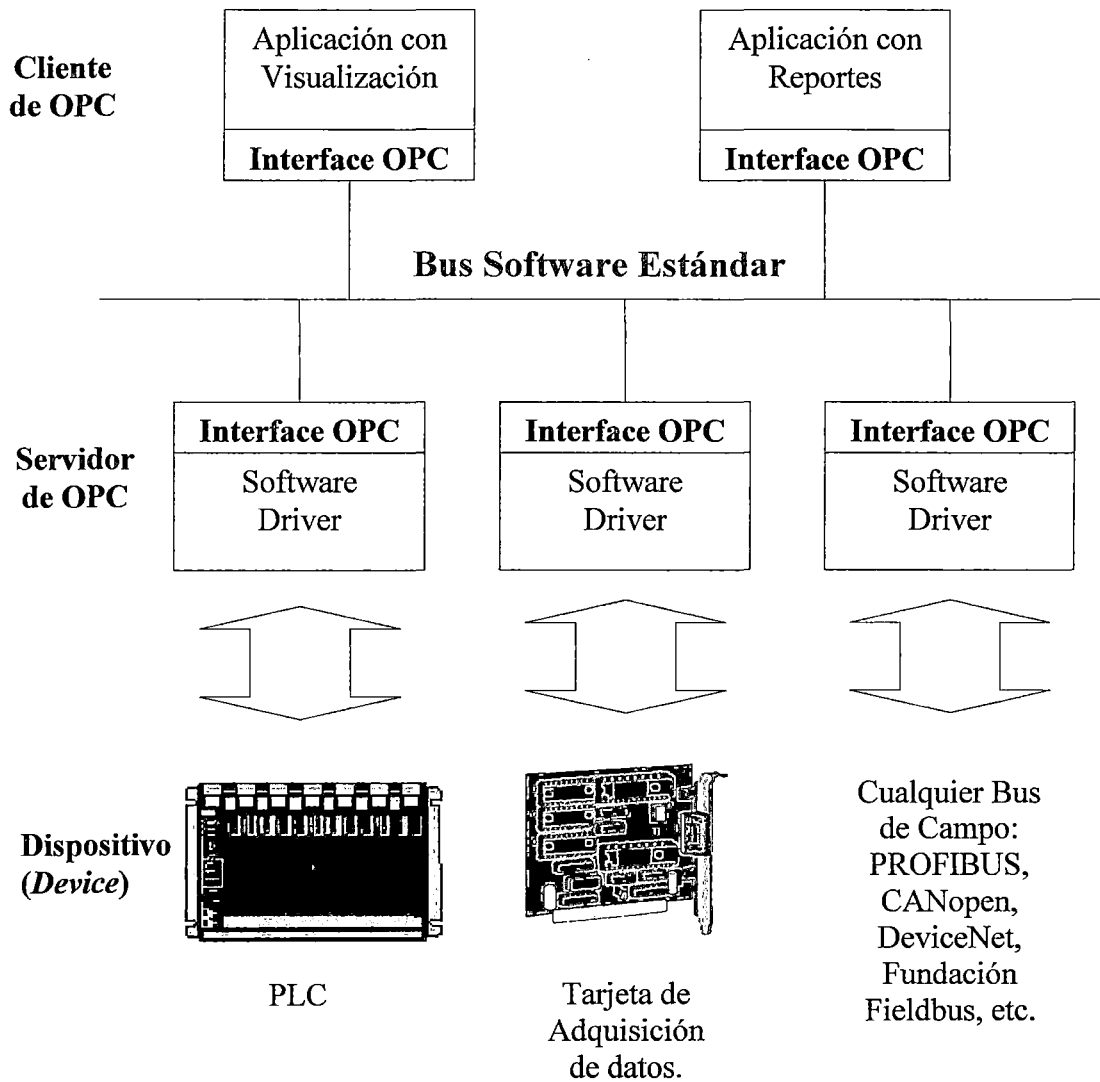 Cliente
de OPC
Aplicación con
Visualización
Interface OPC
Aplicación con
Reportes
Interface OPC
Bus Software Estándar
Servidor
de OPC
Interface OPC
Software
Driver
Interface OPC
Software
Driver
Interface OPC
Software
Driver
Dispositivo
(Device)
PLC
Tarjeta de
Adquisición
de datos.
Cualquier Bus
de Campo:
PROFIBUS,
CANopen,
DeviceNet,
Fundación
Fieldbus, etc.